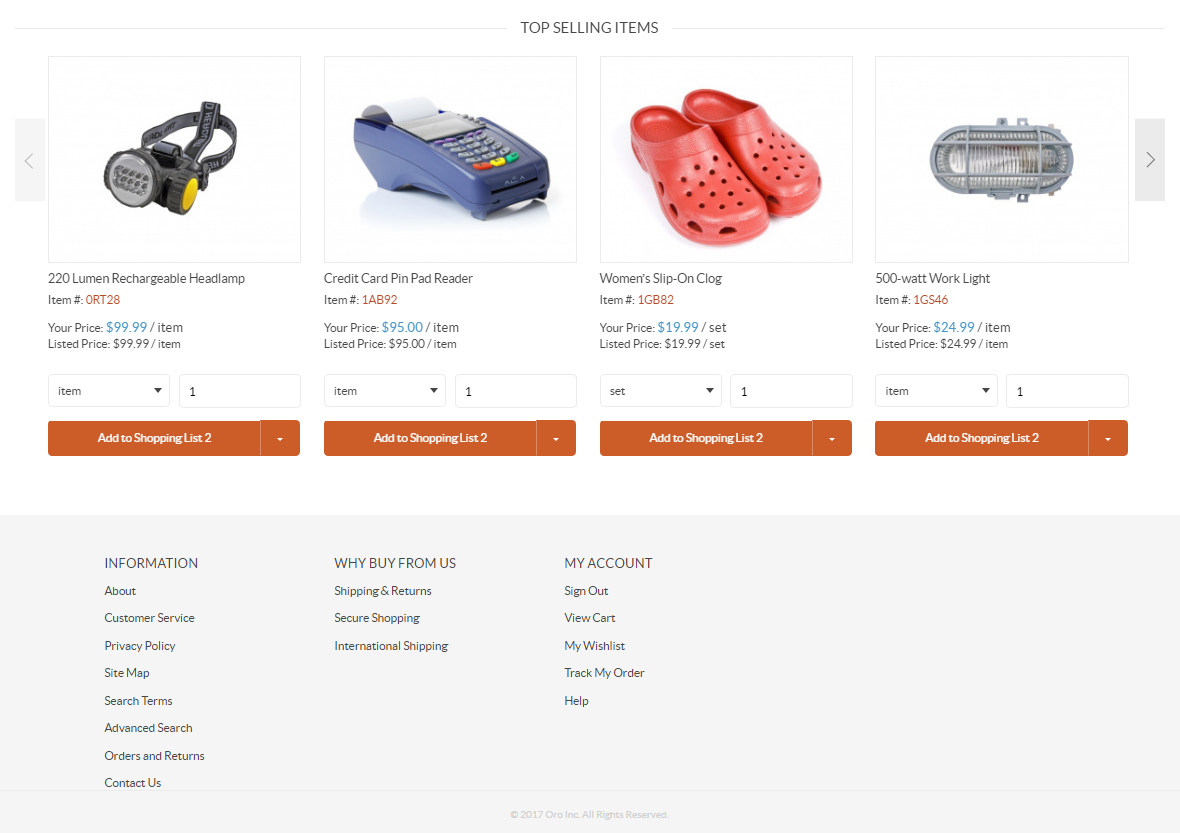 TOP SELLING ITEMS
220 Lumen Rechargeable Headlamp
Item #: 0RT28
Your Price: $99.99 / item
Listed Price: $99.99 / item
item
1
Add to Shopping List 2
Credit Card Pin Pad Reader
Item #: 1AB92
Your Price: $95.00 / item
Listed Price: $95.00 / item
item
1
Add to Shopping List 2
Women's Slip-On Clog
Item #: 1GB82
Your Price: $19.99 / set
Listed Price: $19.99 / set
set
1
Add to Shopping List 2
500-watt Work Light
Item #: 1GS46
Your Price: $24.99 / item
Listed Price: $24.99 / item
item
1
Add to Shopping List 2
INFORMATION
About
Customer Service
Privacy Policy
Site Map
Search Terms
Advanced Search
Orders and Returns
Contact Us
WHY BUY FROM US
Shipping & Returns
Secure Shopping
International Shipping
MY ACCOUNT
Sign Out
View Cart
My Wishlist
Track My Order
Help
© 2017 Oro Inc. All Rights Reserved.